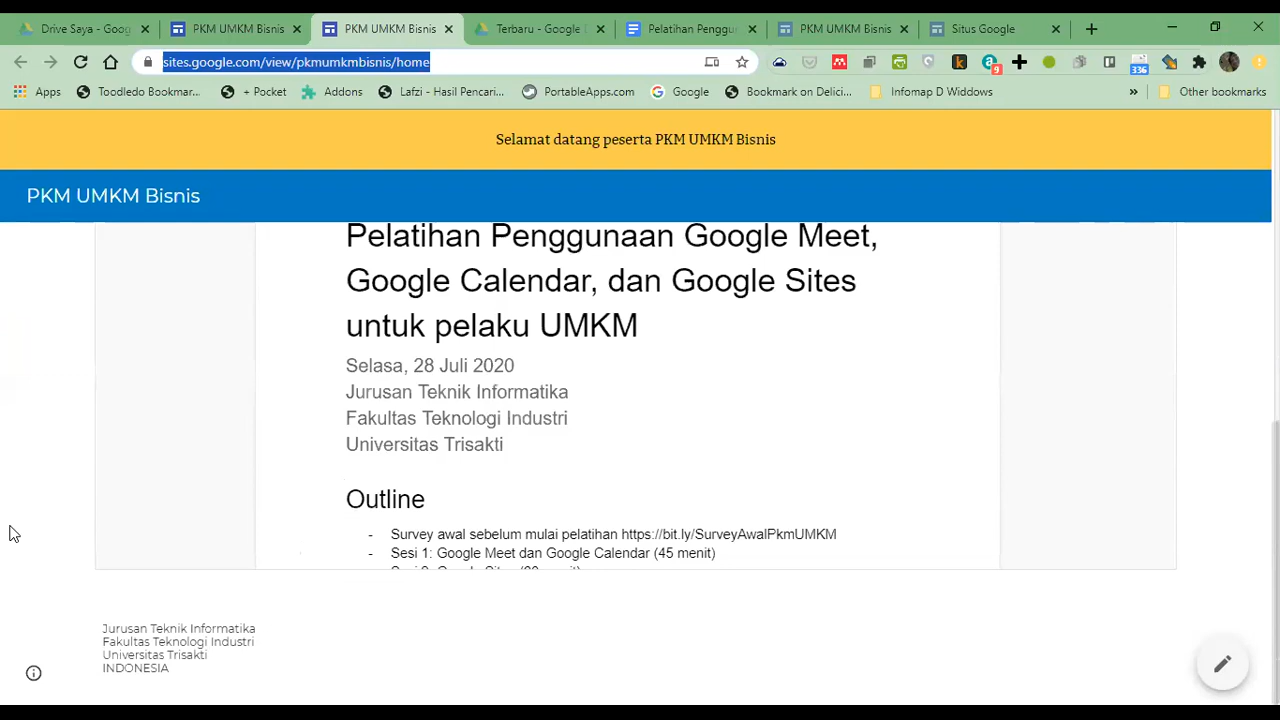 Drive Saya - Goog
PKM UMKM Bisnis
PKM UMKM Bisnis
Terbaru - Google D
Pelatihan Penggu
PKM UMKM Bisnis
Situs Google
sites.google.com/view/pkmumkmbisnis/home
9
336
Apps
Toodledo Bookmar...
+ Pocket
Addons
Lafzi - Hasil Pencari...
PortableApps.com
Google
Bookmark on Delici...
Infomap D Widdows
»
Other bookmarks
Selamat datang peserta PKM UMKM Bisnis
PKM UMKM Bisnis
Pelatihan Penggunaan Google Meet,
Google Calendar, dan Google Sites
untuk pelaku UMKM
Selasa, 28 Juli 2020
Jurusan Teknik Informatika
Fakultas Teknologi Industri
Universitas Trisakti
Outline
- Survey awal sebelum mulai pelatihan https://bit.ly/SurveyAwalPkmUMKM
- Sesi 1: Google Meet dan Google Calendar (45 menit)
Jurusan Teknik Informatika
Fakultas Teknologi Industri
Universitas Trisakti
INDONESIA